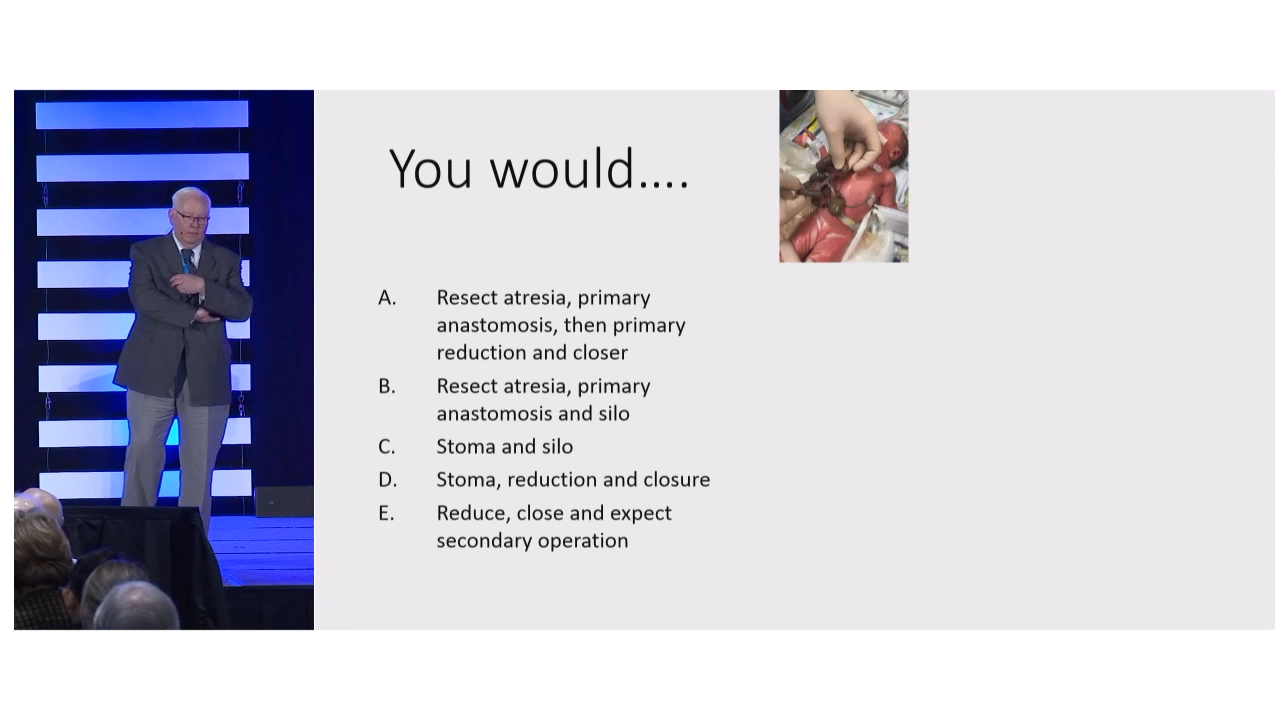 You would....
A. Resect atresia, primary
anastomosis, then primary
reduction and closer
B. Resect atresia, primary
anastomosis and silo
C. Stoma and silo
D. Stoma, reduction and closure
E. Reduce, close and expect
secondary operation